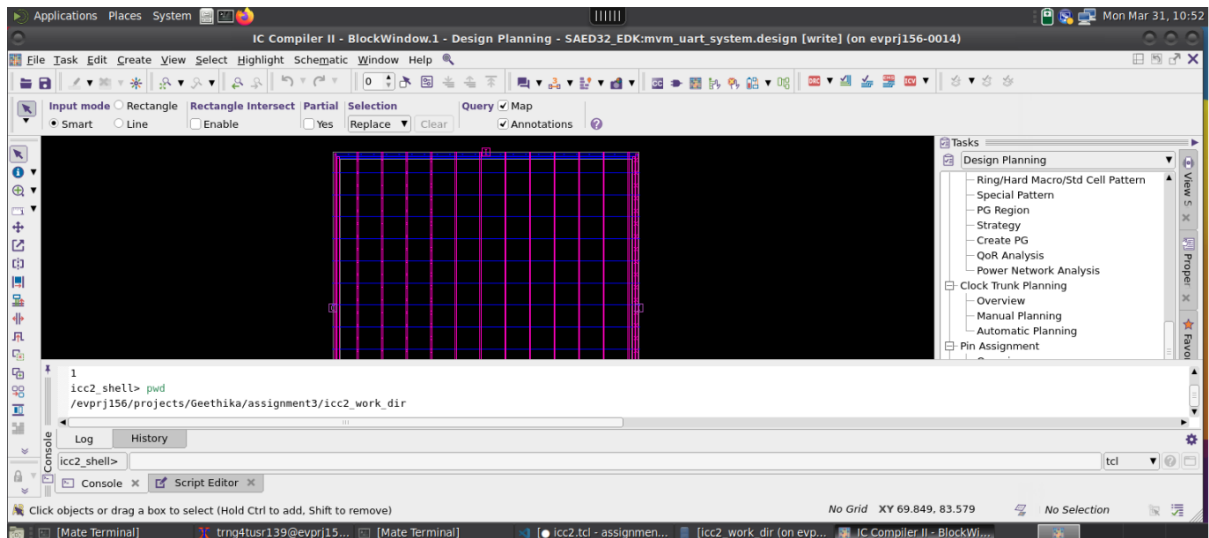 Applications Places System Mon Mar 31, 10:52
IC Compiler II - BlockWindow.1 - Design Planning - SAED32_EDK:mvm_uart_system.design [write] (on evprj156-0014)
File Task Edit Create View Select Highlight Schematic Window Help
0
Input mode Rectangle Rectangle Intersect Partial Selection Query Map
Smart Line Enable Yes Replace Clear Annotations
Tasks
Design Planning
Ring/Hard Macro/Std Cell Pattern
Special Pattern
PG Region
Strategy
Create PG
QoR Analysis
Power Network Analysis
Clock Trunk Planning
Overview
Manual Planning
Automatic Planning
Pin Assignment
View S
Proper
Favo
1
icc2_shell> pwd
/evprj156/projects/Geethika/assignment3/icc2_work_dir
Log History
Console
icc2_shell> tcl
Console Script Editor
Click objects or drag a box to select (Hold Ctrl to add, Shift to remove) No Grid XY 69.849, 83.579 No Selection
[Mate Terminal] trng4tusr139@evprj15... [Mate Terminal] [● icc2.tcl - assignmen... [icc2_work_dir (on evp... IC Compiler II - BlockWi...